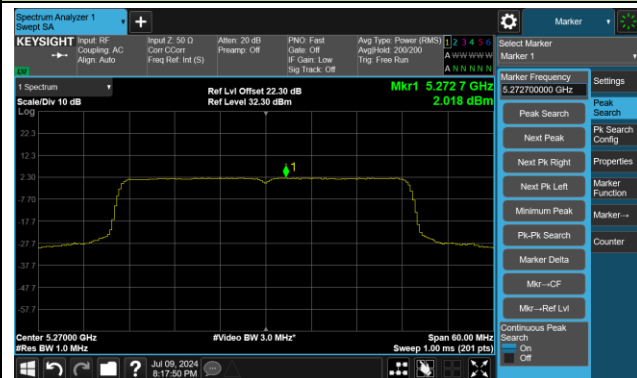 Spectrum Analyzer 1
Swept SA
Marker
KEYSIGHT
Input: RF
Coupling: AC
Align: Auto
Input Z: 50 Ω
Corr CCorr
Freq Ref: Int (S)
Atten: 20 dB
Preamp: Off
PNO: Fast
Gate: Off
IF Gain: Low
Sig Track: Off
Avg Type: Power (RMS)
Avg|Hold: 200/200
Trig: Free Run
1 2 3 4 5 6
A W W W W W
A N N N N N
LXI
Select Marker
Marker 1
1 Spectrum
Scale/Div 10 dB
Log
Ref Lvl Offset 22.30 dB
Ref Level 32.30 dBm
Mkr1 5.272 7 GHz
2.018 dBm
22.3
12.3
2.30
-7.70
-17.7
-27.7
-37.7
-47.7
-57.7
1
Center 5.27000 GHz
#Res BW 1.0 MHz
#Video BW 3.0 MHz*
Span 60.00 MHz
Sweep 1.00 ms (201 pts)
Marker Frequency
5.272700000 GHz
Peak Search
Next Peak
Next Pk Right
Next Pk Left
Minimum Peak
Pk-Pk Search
Marker Delta
Mkr→CF
Mkr→Ref Lvl
Continuous Peak
Search
On
Off
Settings
Peak
Search
Pk Search
Config
Properties
Marker
Function
Marker→
Counter
Jul 09, 2024
8:17:50 PM